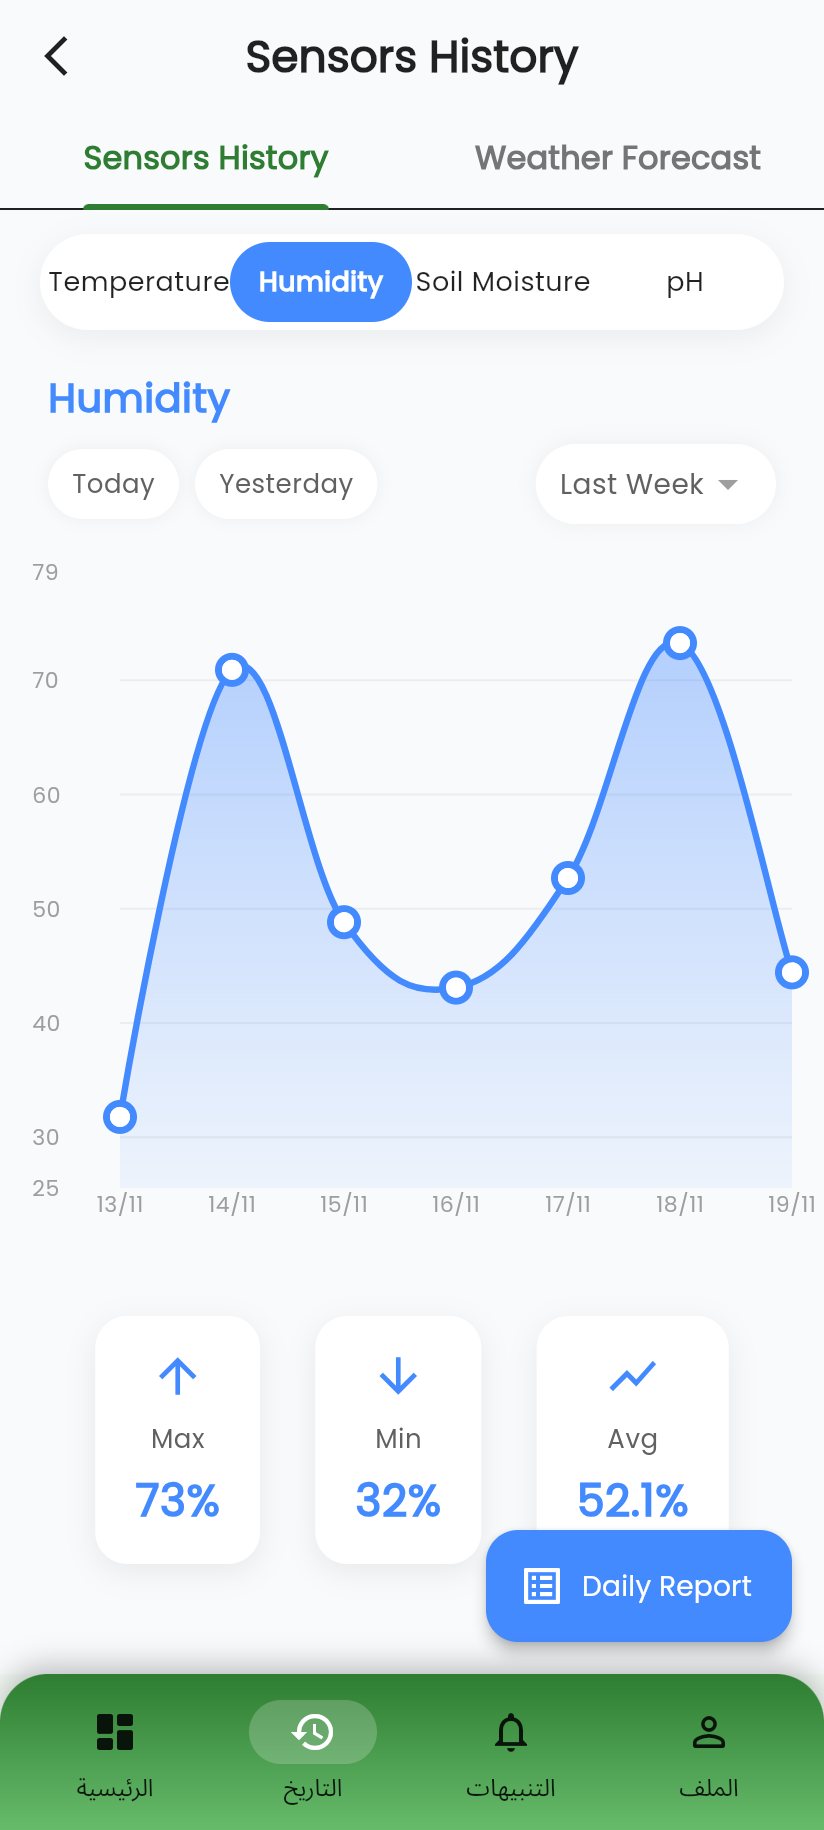 Sensors History
Sensors History
Weather Forecast
Temperature
Humidity
Soil Moisture
pH
Humidity
Today
Yesterday
Last Week
79
70
60
50
40
30
25
13/11
14/11
15/11
16/11
17/11
18/11
19/11
Max
73%
Min
32%
Avg
52.1%
Daily Report
الرئيسية
التاريخ
التنبيهات
الملف